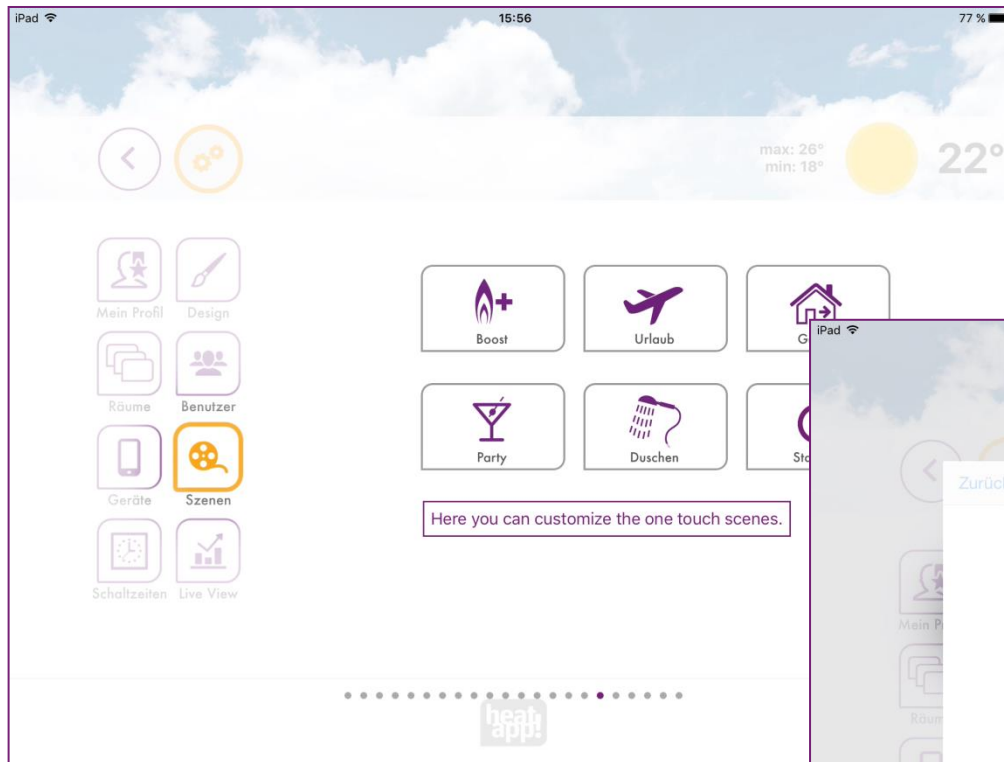 iPad 15:56 77 %
max: 26°
min: 18°
22°
Mein Profil Design
Boost Urlaub
iPad
Räume Benutzer
Party Duschen
Zurück
Geräte Szenen
Here you can customize the one touch scenes.
Schaltzeiten Live View
heat
app!